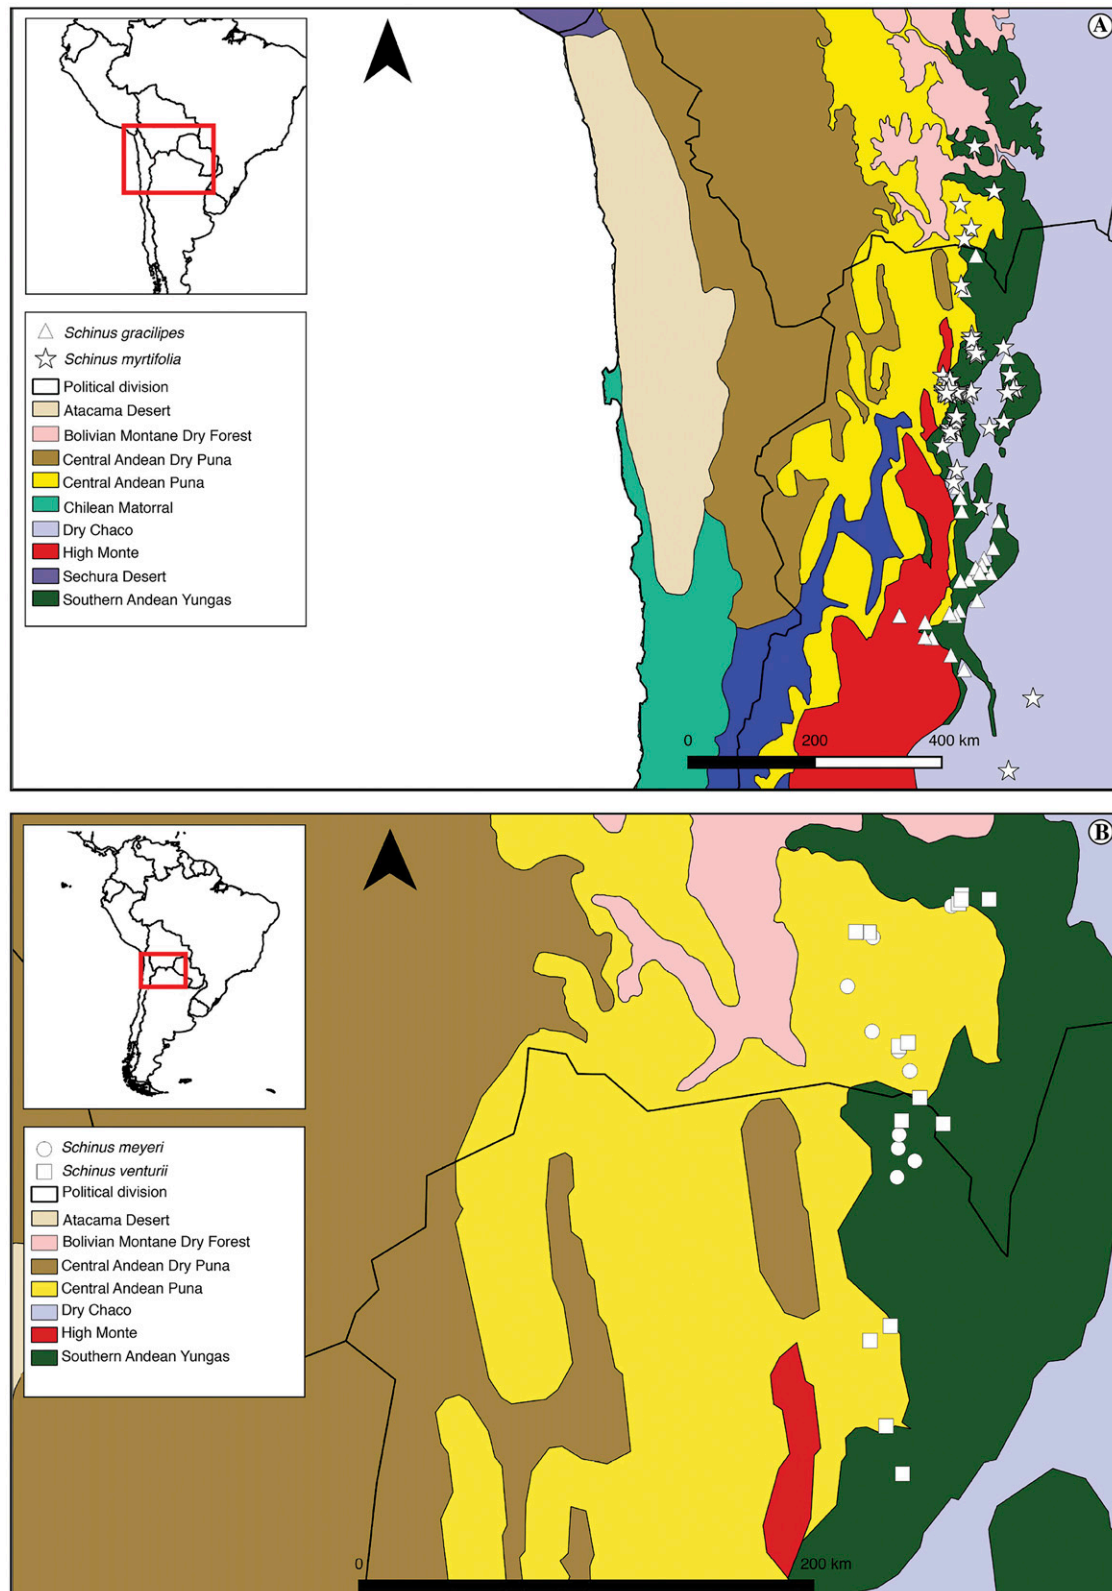 A
Schinus gracilipes
Schinus myrtifolia
Political division
Atacama Desert
Bolivian Montane Dry Forest
Central Andean Dry Puna
Central Andean Puna
Chilean Matorral
Dry Chaco
High Monte
Sechura Desert
Southern Andean Yungas
0 200 400 km
B
Schinus meyeri
Schinus venturii
Political division
Atacama Desert
Bolivian Montane Dry Forest
Central Andean Dry Puna
Central Andean Puna
Dry Chaco
High Monte
Southern Andean Yungas
0 200 km